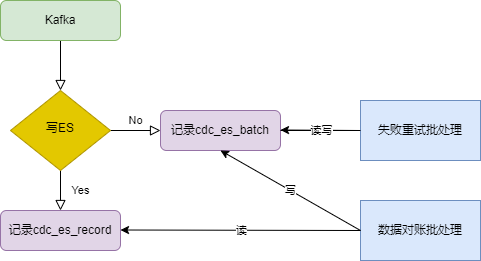 Kafka
写ES
No
记录cdc_es_batch
读写
失败重试批处理
Yes
写
记录cdc_es_record
读
数据对账批处理